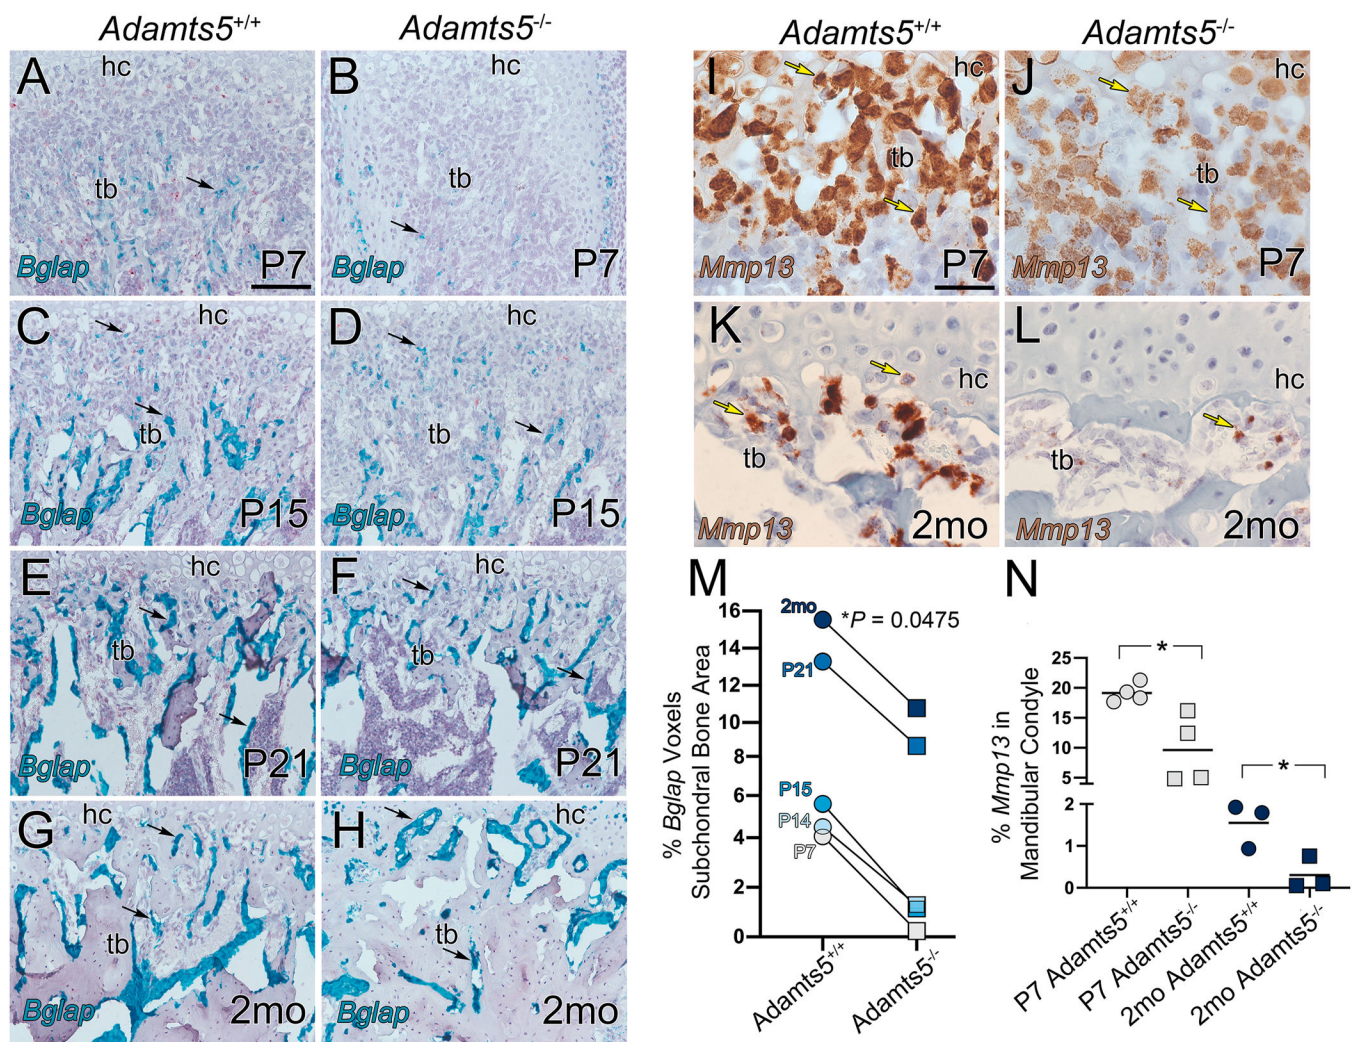 Adamts5+/+
Adamts5-/-
A
hc
tb
Bglap
P7
B
hc
tb
Bglap
P7
C
hc
tb
Bglap
P15
D
hc
tb
Bglap
P15
E
hc
tb
Bglap
P21
F
hc
tb
Bglap
P21
G
hc
tb
Bglap
2mo
H
hc
tb
Bglap
2mo
Adamts5+/+
Adamts5-/-
I
hc
tb
Mmp13
P7
J
hc
tb
Mmp13
P7
K
hc
tb
Mmp13
2mo
L
hc
tb
Mmp13
2mo
M
% Bglap Voxels
Subchondral Bone Area
16
14
12
10
8
6
4
2
0
2mo
*P = 0.0475
P21
P15
P14
P7
Adamts5+/+
Adamts5-/-
N
% Mmp13 in
Mandibular Condyle
25
20
15
10
5
2
1
0
*
*
P7 Adamts5+/+
P7 Adamts5-/-
2mo Adamts5+/+
2mo Adamts5-/-